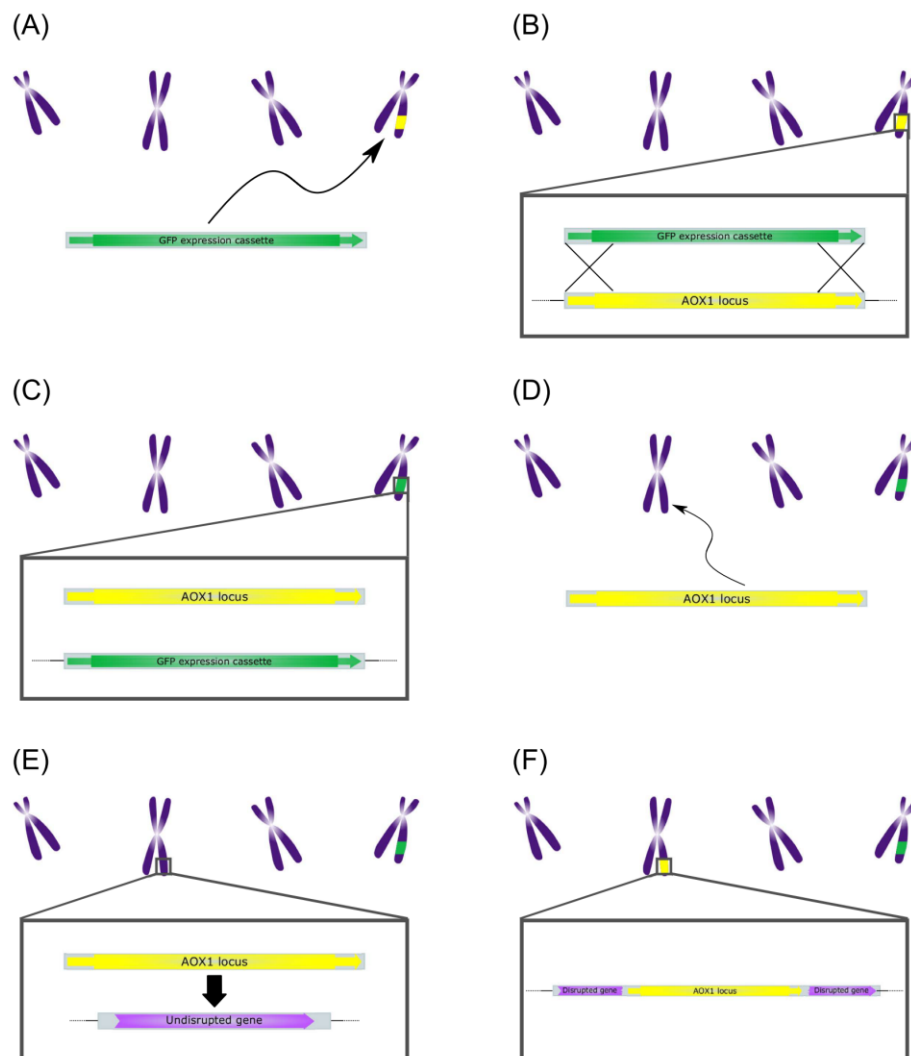 (A)
GFP expression cassette
(B)
GFP expression cassette
AOX1 locus
(C)
AOX1 locus
GFP expression cassette
(D)
AOX1 locus
(E)
AOX1 locus
Undisrupted gene
(F)
Disrupted gene AOX1 locus Disrupted gene